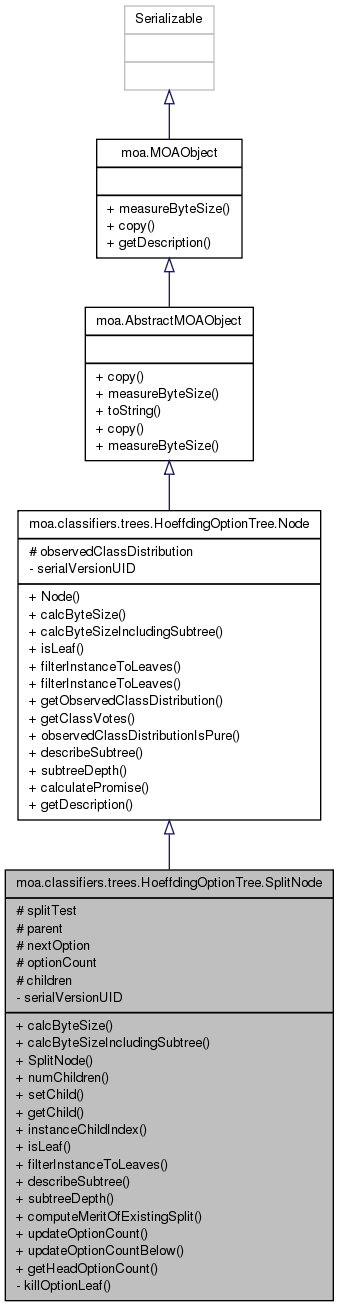 Serializable
moa.MOAObject
+ measureByteSize()
+ copy()
+ getDescription()
moa.AbstractMOAObject
+ copy()
+ measureByteSize()
+ toString()
+ copy()
+ measureByteSize()
moa.classifiers.trees.HoeffdingOptionTree.Node
# observedClassDistribution
- serialVersionUID
+ Node()
+ calcByteSize()
+ calcByteSizeIncludingSubtree()
+ isLeaf()
+ filterInstanceToLeaves()
+ filterInstanceToLeaves()
+ getObservedClassDistribution()
+ getClassVotes()
+ observedClassDistributionIsPure()
+ describeSubtree()
+ subtreeDepth()
+ calculatePromise()
+ getDescription()
moa.classifiers.trees.HoeffdingOptionTree.SplitNode
# splitTest
# parent
# nextOption
# optionCount
# children
- serialVersionUID
+ calcByteSize()
+ calcByteSizeIncludingSubtree()
+ SplitNode()
+ numChildren()
+ setChild()
+ getChild()
+ instanceChildIndex()
+ isLeaf()
+ filterInstanceToLeaves()
+ describeSubtree()
+ subtreeDepth()
+ computeMeritOfExistingSplit()
+ updateOptionCount()
+ updateOptionCountBelow()
+ getHeadOptionCount()
- killOptionLeaf()